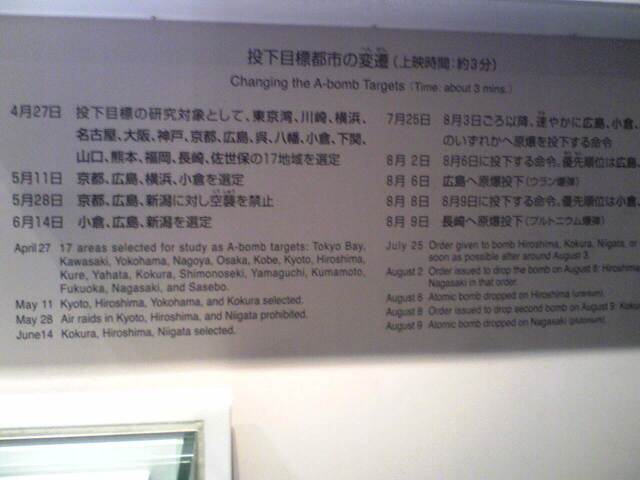 投下目標都市の変遷(上映時間:約3分)
Changing the A-bomb Targets (Time: about 3 mins.)
4月27日 投下目標の研究対象として、東京湾、川崎、横浜、
名古屋、大阪、神戸、京都、広島、呉、八幡、小倉、下関、
山口、熊本、福岡、長崎、佐世保の17地域を選定
5月11日 京都、広島、横浜、小倉を選定
5月28日 京都、広島、新潟に対し空襲を禁止
6月14日 小倉、広島、新潟を選定
7月25日 8月3日ごろ以降、速やかに広島、小倉、
のいずれかへ原爆を投下する命令
8月 2日 8月6日に投下する命令。優先順位は広島、
8月 6日 広島へ原爆投下(ウラン爆弾)
8月 8日 8月9日に投下する命令。優先順位は小倉、
8月 9日 長崎へ原爆投下(プルトニウム爆弾)
April 27 17 areas selected for study as A-bomb targets: Tokyo Bay,
Kawasaki, Yokohama, Nagoya, Osaka, Kobe, Kyoto, Hiroshima,
Kure, Yahata, Kokura, Shimonoseki, Yamaguchi, Kumamoto,
Fukuoka, Nagasaki, and Sasebo.
May 11 Kyoto, Hiroshima, Yokohama, and Kokura selected.
May 28 Air raids in Kyoto, Hiroshima, and Niigata prohibited.
June14 Kokura, Hiroshima, Niigata selected.
July 25 Order given to bomb Hiroshima, Kokura, Niigata, or
soon as possible after around August 3.
August 2 Order issued to drop the bomb on August 6: Hiroshima,
Nagasaki in that order.
August 6 Atomic bomb dropped on Hiroshima (uranium).
August 8 Order issued to drop second bomb on August 9: Kokura
August 9 Atomic bomb dropped on Nagasaki (plutonium).